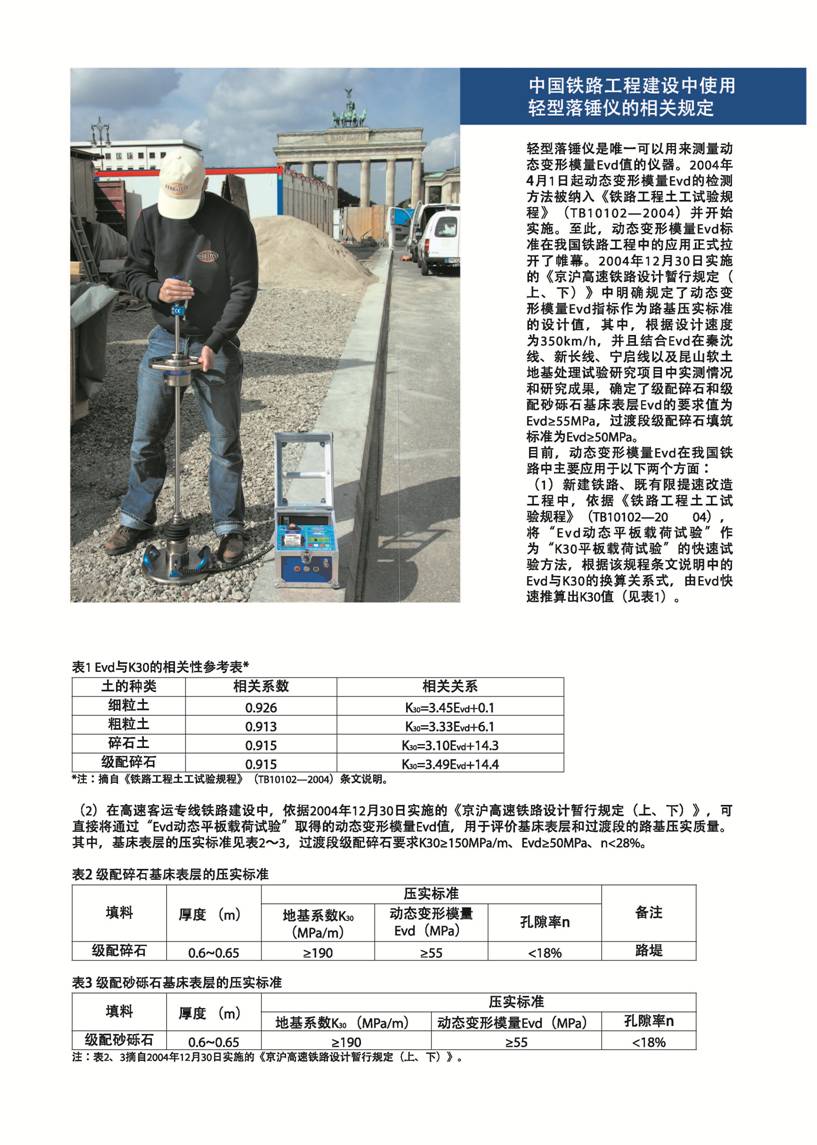 中国铁路工程建设中使用
轻型落锤仪的相关规定
轻型落锤仪是唯一可以用来测量动
态变形模量Evd值的仪器。2004年
4月1日起动态变形模量Evd的检测
方法被纳入《铁路工程土工试验规
程》（TB10102—2004）并开始
实施。至此，动态变形模量Evd标
准在我国铁路工程中的应用正式拉
开了帷幕。2004年12月30日实施
的《京沪高速铁路设计暂行规定（
上、下）》中明确规定了动态变
形模量Evd指标作为路基压实标准
的设计值，其中，根据设计速度
为350km/h，并且结合Evd在秦沈
线、新长线、宁启线以及昆山软土
地基处理试验研究项目中实测情况
和研究成果，确定了级配碎石和级
配砂砾石基床表层Evd的要求值为
Evd≥55MPa，过渡段级配碎石填筑
标准为Evd≥50MPa。
目前，动态变形模量Evd在我国铁
路中主要应用于以下两个方面：
（1）新建铁路、既有限提速改造
工程中，依据《铁路工程土工试
验规程》（TB10102—20 04），
将“Evd动态平板载荷试验”作
为“K30平板载荷试验”的快速试
验方法，根据该规程条文说明中的
Evd与K30的换算关系式，由Evd快
速推算出K30值（见表1）。
表1 Evd与K30的相关性参考表*
土的种类 相关系数 相关关系
细粒土 0.926 K30=3.45Evd+0.1
粗粒土 0.913 K30=3.33Evd+6.1
碎石土 0.915 K30=3.10Evd+14.3
级配碎石 0.915 K30=3.49Evd+14.4
*注：摘自《铁路工程土工试验规程》（TB10102—2004）条文说明。
（2）在高速客运专线铁路建设中，依据2004年12月30日实施的《京沪高速铁路设计暂行规定（上、下）》，可
直接将通过“Evd动态平板载荷试验”取得的动态变形模量Evd值，用于评价基床表层和过渡段的路基压实质量。
其中，基床表层的压实标准见表2～3，过渡段级配碎石要求K30≥150MPa/m、Evd≥50MPa、n<28%。
表2 级配碎石基床表层的压实标准
填料 厚度 （m） 压实标准 备注
地基系数K30 （MPa/m） 动态变形模量 Evd（MPa） 孔隙率n
级配碎石 0.6~0.65 ≥190 ≥55 <18% 路堤
表3 级配砂砾石基床表层的压实标准
填料 厚度 （m） 压实标准
地基系数K30 （MPa/m） 动态变形模量Evd（MPa） 孔隙率n
级配砂砾石 0.6~0.65 ≥190 ≥55 <18%
注：表2、3摘自2004年12月30日实施的《京沪高速铁路设计暂行规定（上、下）》。